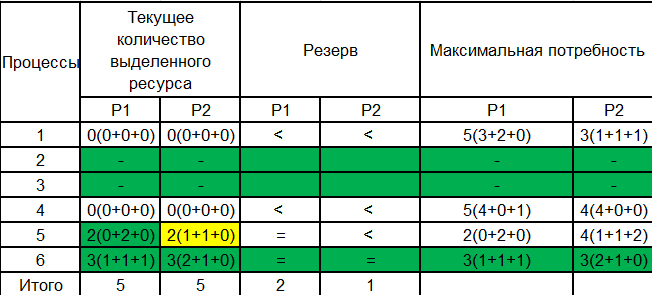 Процессы Текущее количество выделенного ресурса Резерв Максимальная потребность
P1 P2 P1 P2 P1 P2
1 0(0+0+0) 0(0+0+0) < < 5(3+2+0) 3(1+1+1)
2 - - - -
3 - - - -
4 0(0+0+0) 0(0+0+0) < < 5(4+0+1) 4(4+0+0)
5 2(0+2+0) 2(1+1+0) = < 2(0+2+0) 4(1+1+2)
6 3(1+1+1) 3(2+1+0) = = 3(1+1+1) 3(2+1+0)
Итого 5 5 2 1